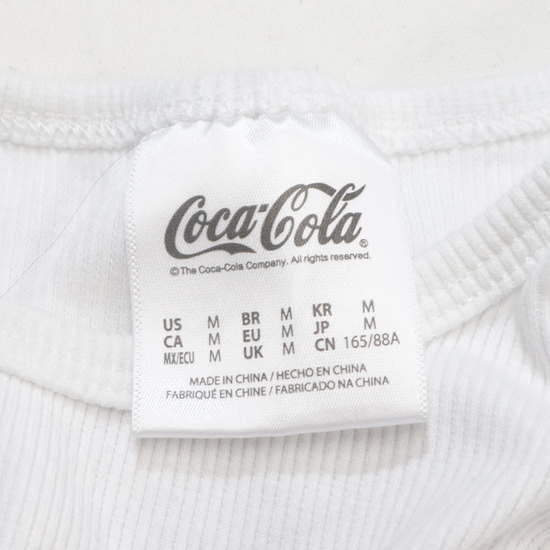 Coca-Cola®
©The Coca-Cola Company. All rights reserved.
US M BR M KR M
CA M EU M JP M
MX/ECU M UK M CN 165/88A
MADE IN CHINA / HECHO EN CHINA
FABRIQUÉ EN CHINE / FABRICADO NA CHINA